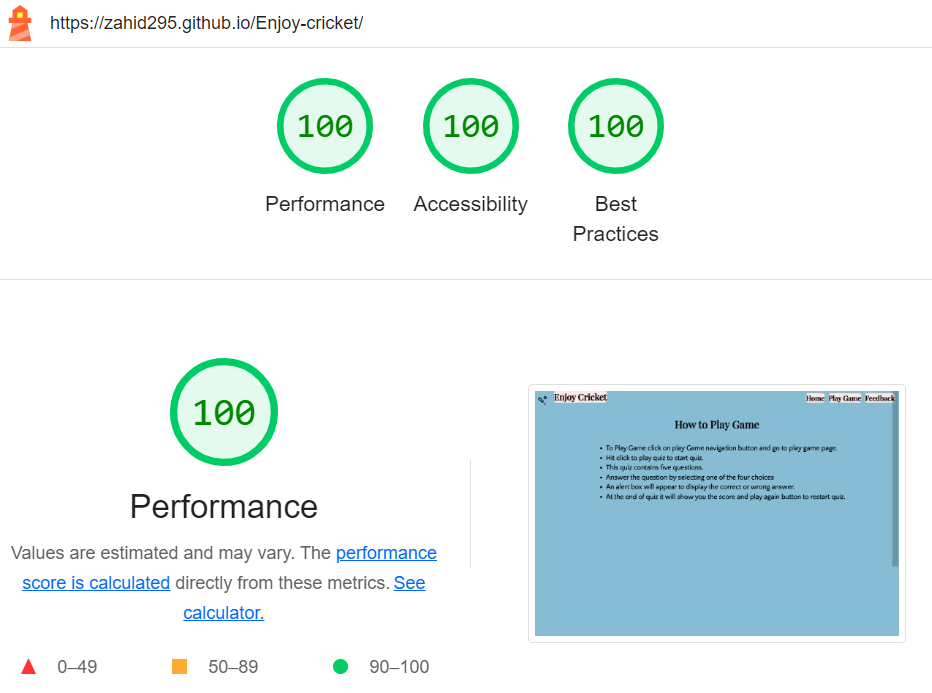 https://zahid295.github.io/Enjoy-cricket/
100
100
100
Performance
Accessibility
Best
Practices
100
Performance
Values are estimated and may vary. The performance
score is calculated directly from these metrics. See
calculator.
0–49
50–89
90–100
Enjoy Cricket
Home Play Game Feedback
How to Play Game
To Play Game click on play Game navigation button and go to play game page.
Hit click to play quiz to start quiz.
This quiz contains five questions.
Answer the question by selecting one of the four choices
An alert box will appear to display the correct or wrong answer.
At the end of quiz it will show you the score and play again button to restart quiz.